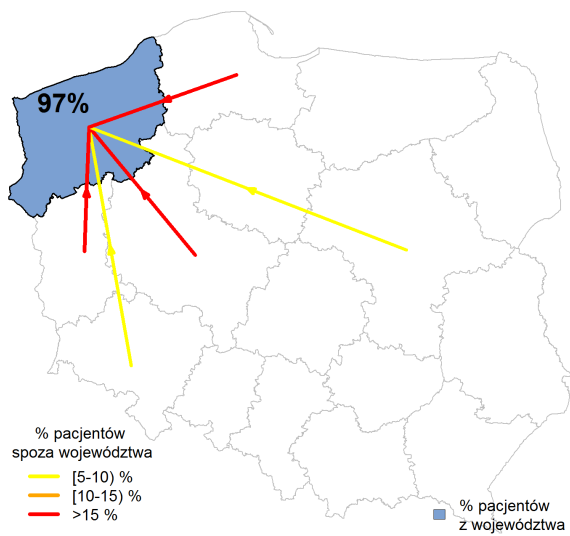 97%
% pacjentów
spoza województwa
[5-10) %
[10-15) %
>15 %
% pacjentów
z województwa